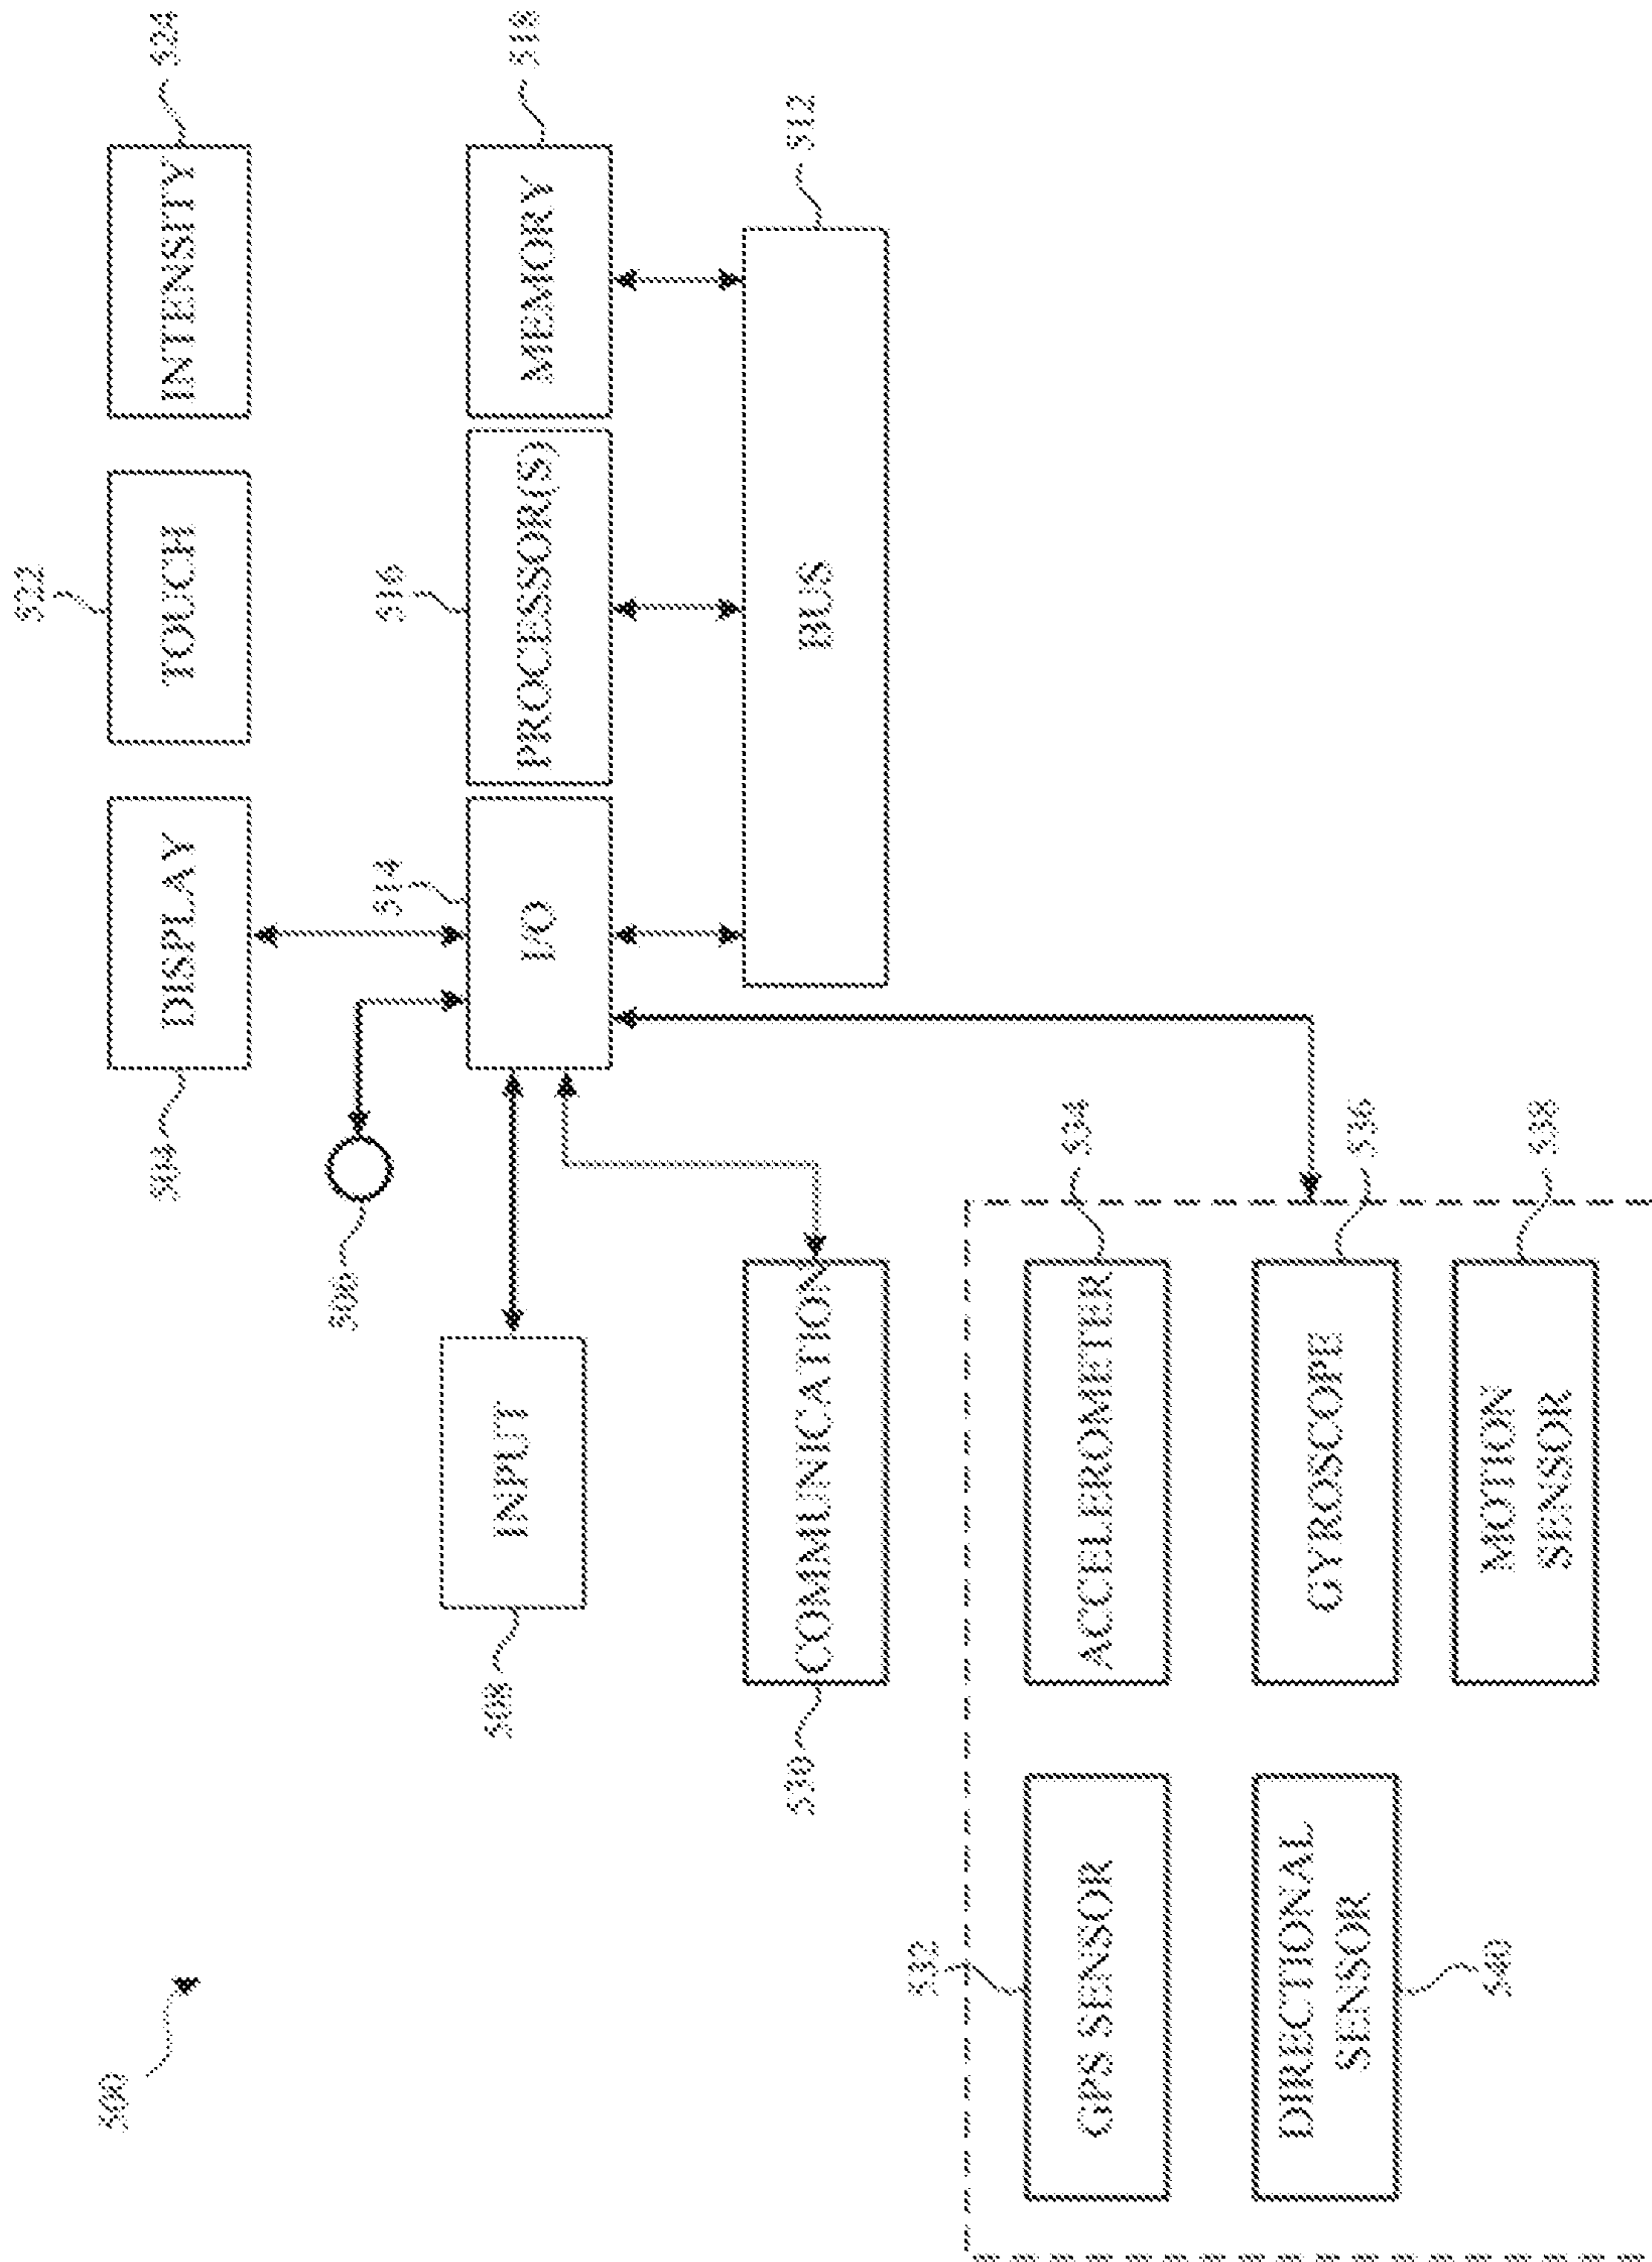 522
500
504
524
DISPLAY
TOUCH
INTENSITY
506
514
516
518
508
INPUT
I/O
PROCESSOR(S)
MEMORY
512
530
COMMUNICATION
BUS
532
534
GPS SENSOR
ACCELEROMETER
536
DIRECTIONAL
SENSOR
GYROSCOPE
540
538
MOTION
SENSOR